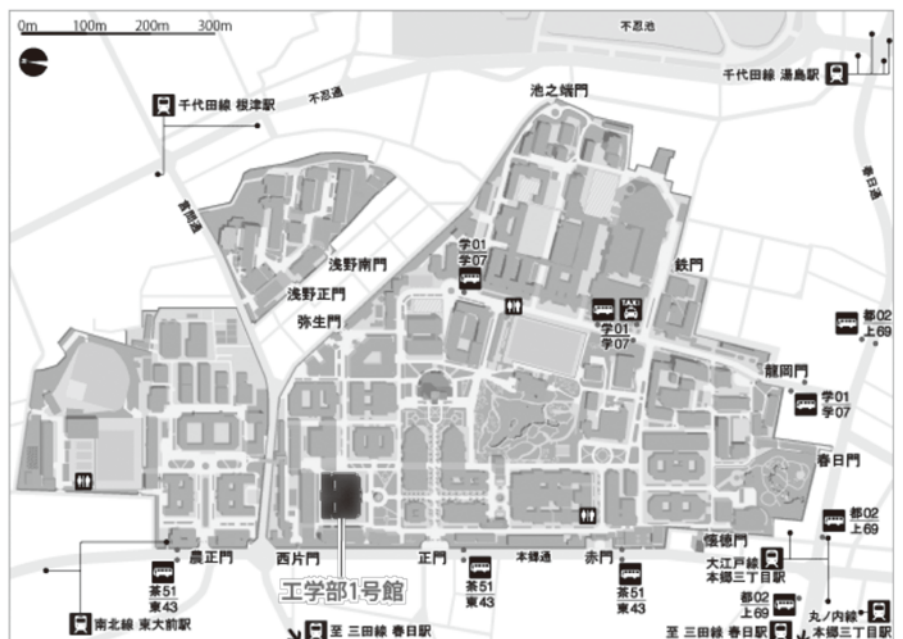 0m 100m 200m 300m
不忍池
千代田線 湯島駅
千代田線 根津駅
不忍通
池之端門
春日通
言問通
学01
学07
浅野南門
浅野正門
弥生門
鉄門
TAXI
学01
学07
都02
上69
龍岡門
学01
学07
春日門
都02
上69
農正門
西片門
正門
本郷通
赤門
懐徳門
大江戸線
本郷三丁目駅
工学部1号館
茶51
東43
茶51
東43
茶51
東43
都02
上69
丸ノ内線
本郷三丁目駅
南北線 東大前駅
至 三田線 春日駅
至 三田線 春日駅